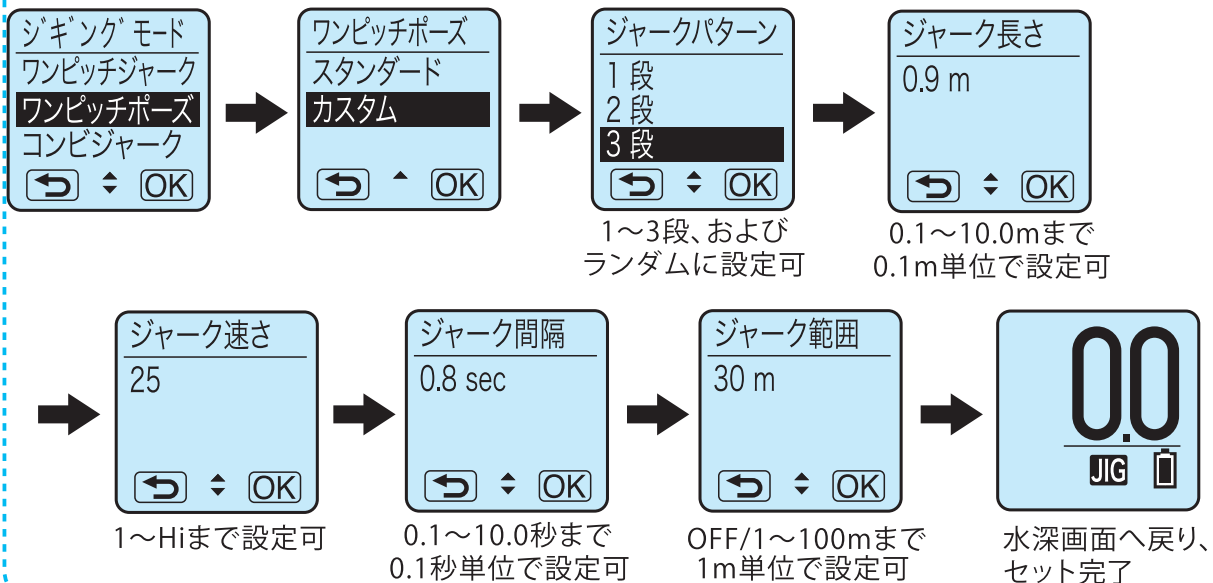 ジギング モード
ワンピッチジャーク
ワンピッチポーズ
コンビジャーク
OK
ワンピッチポーズ
スタンダード
カスタム
OK
ジャークパターン
1 段
2 段
3 段
OK
1〜3段、および
ランダムに設定可
ジャーク長さ
0.9 m
OK
0.1〜10.0mまで
0.1m単位で設定可
ジャーク速さ
25
OK
1〜Hiまで設定可
ジャーク間隔
0.8 sec
OK
0.1〜10.0秒まで
0.1秒単位で設定可
ジャーク範囲
30 m
OK
OFF/1〜100mまで
1m単位で設定可
0.0
JIG
水深画面へ戻り、
セット完了